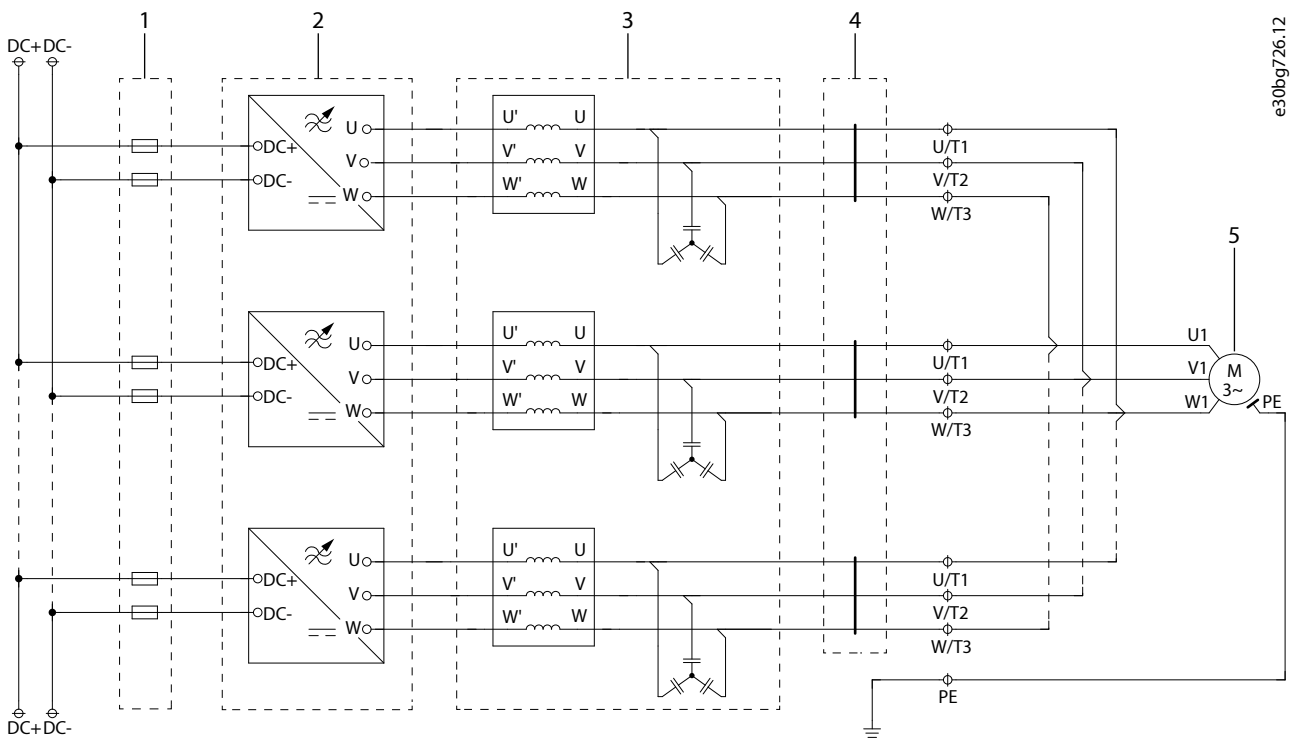 1 2 3 4
DC+ DC-
e30bg726.12
U' U
U
DC+
V' V
V
DC-
W' W
W
U/T1
V/T2
W/T3
5
U' U
U
DC+
V' V
V
DC-
W' W
W
U/T1
V/T2
W/T3
U1
V1
W1
M
3~
PE
U' U
U
DC+
V' V
V
DC-
W' W
W
U/T1
V/T2
W/T3
PE
DC+ DC-